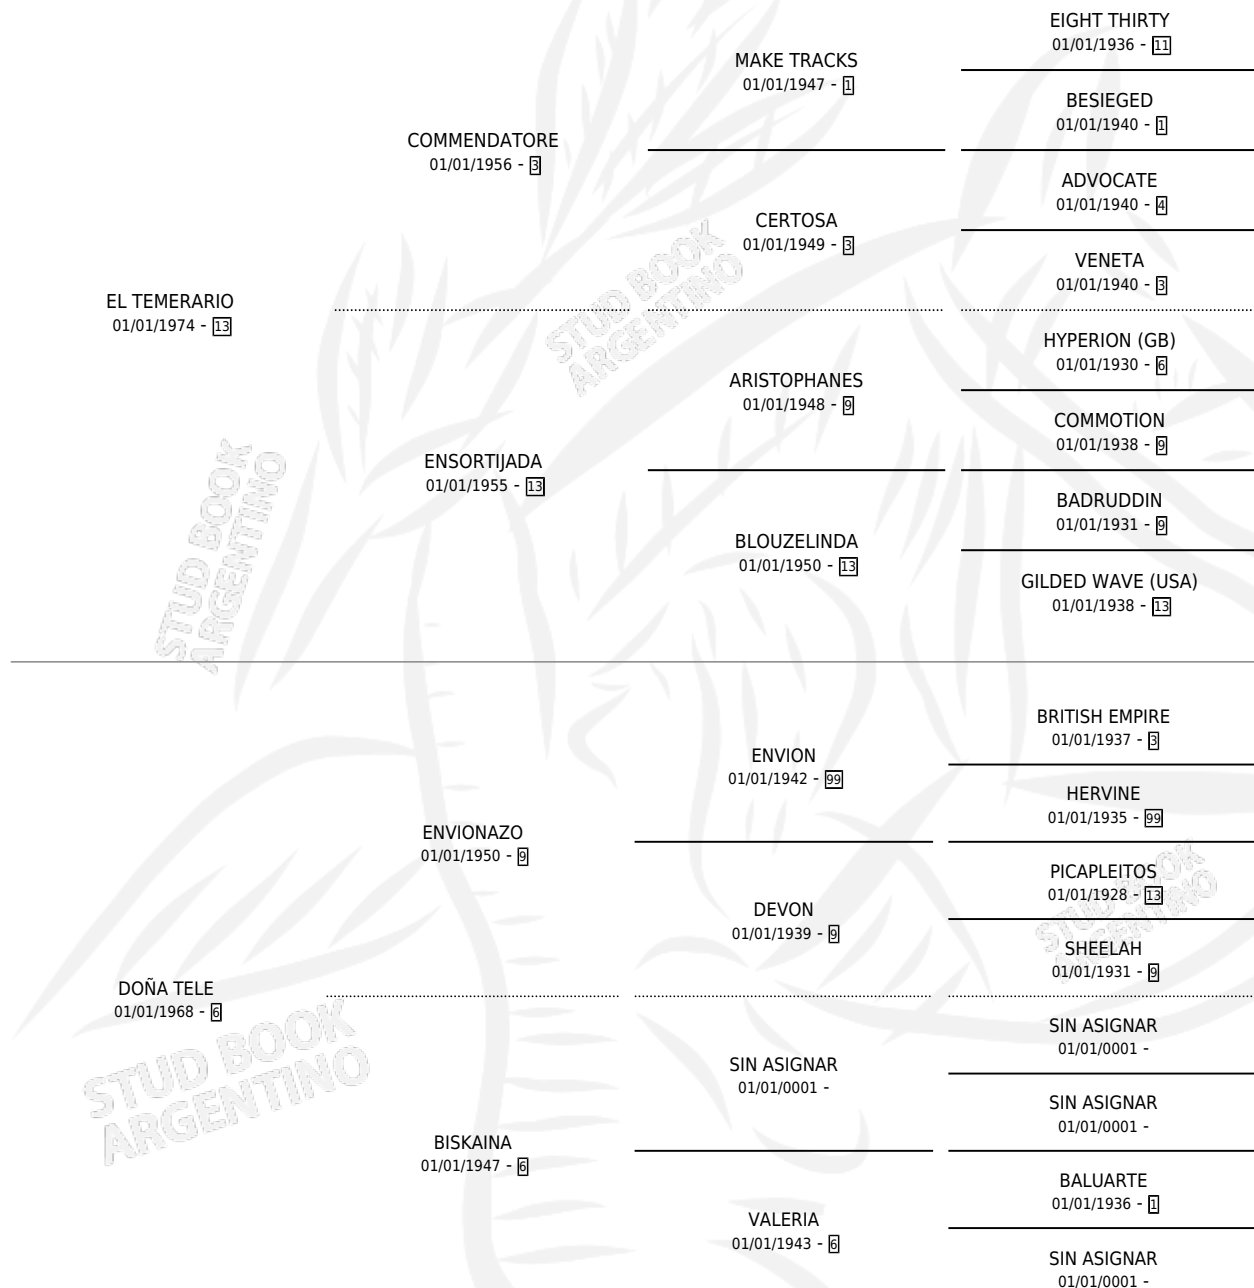 EIGHT THIRTY
01/01/1936 - 11
MAKE TRACKS
01/01/1947 - 1
BESIEGED
01/01/1940 - 1
COMMENDATORE
01/01/1956 - 3
ADVOCATE
01/01/1940 - 4
CERTOSA
01/01/1949 - 3
VENETA
01/01/1940 - 3
EL TEMERARIO
01/01/1974 - 13
HYPERION (GB)
01/01/1930 - 6
ARISTOPHANES
01/01/1948 - 9
COMMOTION
01/01/1938 - 9
ENSORTIJADA
01/01/1955 - 13
BADRUDDIN
01/01/1931 - 9
BLOUZELINDA
01/01/1950 - 13
GILDED WAVE (USA)
01/01/1938 - 13
BRITISH EMPIRE
01/01/1937 - 3
ENVION
01/01/1942 - 99
HERVINE
01/01/1935 - 99
ENVIONAZO
01/01/1950 - 9
PICAPLEITOS
01/01/1928 - 13
DEVON
01/01/1939 - 9
SHEELAH
01/01/1931 - 9
DOÑA TELE
01/01/1968 - 6
SIN ASIGNAR
01/01/0001 -
SIN ASIGNAR
01/01/0001 -
SIN ASIGNAR
01/01/0001 -
BISKAINA
01/01/1947 - 6
BALUARTE
01/01/1936 - 1
VALERIA
01/01/1943 - 6
SIN ASIGNAR
01/01/0001 -
STUD BOOK
ARGENTINO
STUD BOOK
ARGENTINO
STUD BOOK
ARGENTINO
STUD BOOK
ARGENTINO